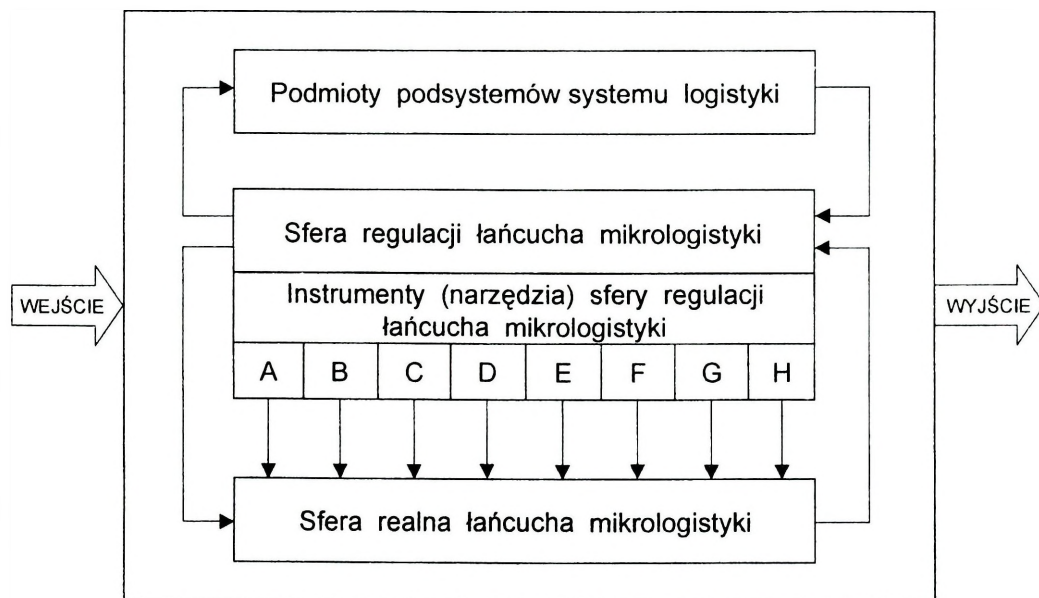 Podmioty podsystemów systemu logistyki
Sfera regulacji łańcucha mikrologistyki
WEJŚCIE
Instrumenty (narzędzia) sfery regulacji
łańcucha mikrologistyki
WYJŚCIE
A B C D E F G H
Sfera realna łańcucha mikrologistyki